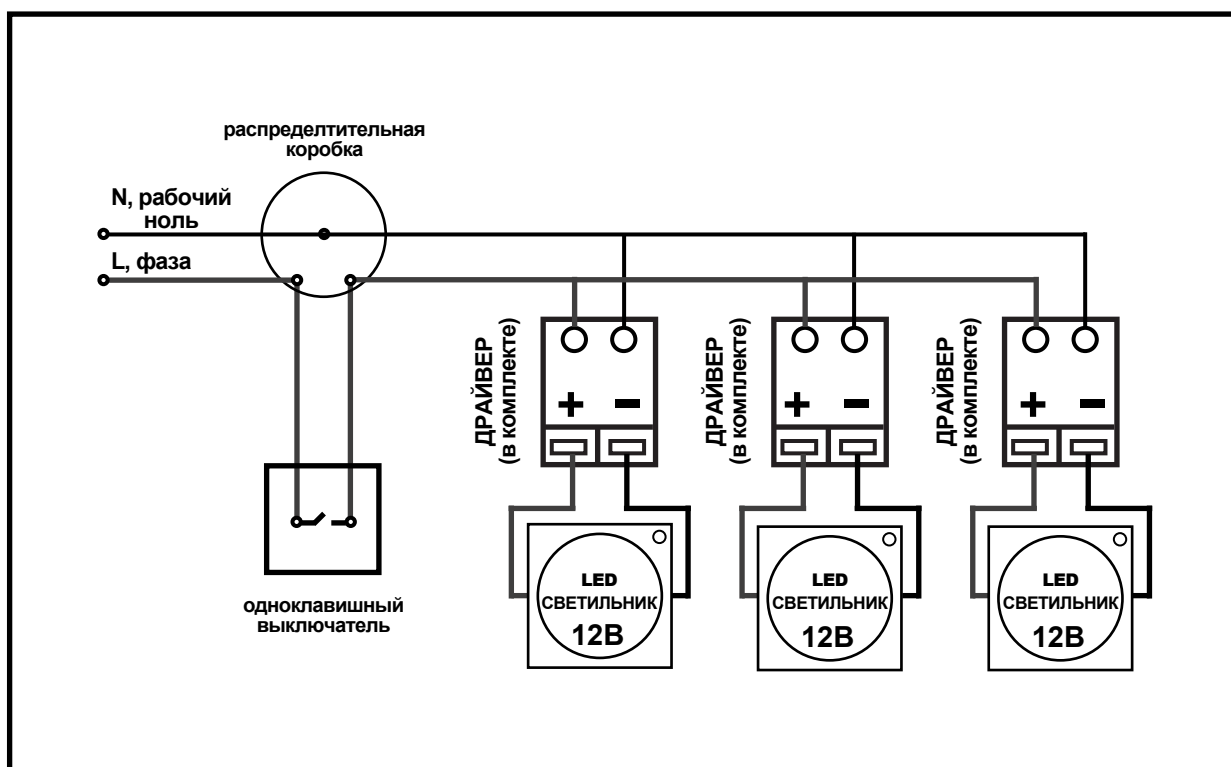 распределтительная
коробка
N, рабочий
ноль
L, фаза
ДРАЙВЕР
(в комплекте)
+ −
ДРАЙВЕР
(в комплекте)
+ −
ДРАЙВЕР
(в комплекте)
+ −
одноклавишный
выключатель
LED
СВЕТИЛЬНИК
12В
LED
СВЕТИЛЬНИК
12В
LED
СВЕТИЛЬНИК
12В